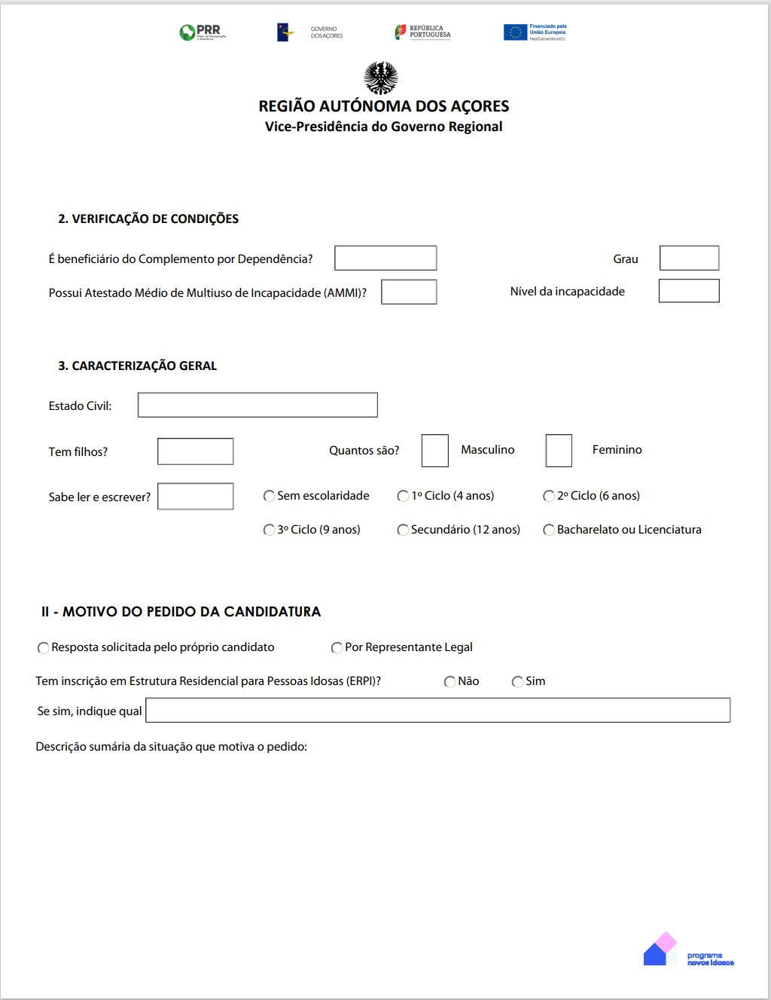 PRR
Plano de Recuperação
e Resiliência
GOVERNO
DOS AÇORES
REPÚBLICA
PORTUGUESA
Financiado pela
União Europeia
NextGenerationEU
REGIÃO AUTÓNOMA DOS AÇORES
Vice-Presidência do Governo Regional
2. VERIFICAÇÃO DE CONDIÇÕES
É beneficiário do Complemento por Dependência? Grau
Possui Atestado Médio de Multiuso de Incapacidade (AMMI)? Nível da incapacidade
3. CARACTERIZAÇÃO GERAL
Estado Civil:
Tem filhos? Quantos são? Masculino Feminino
Sabe ler e escrever? Sem escolaridade 1º Ciclo (4 anos) 2º Ciclo (6 anos)
3º Ciclo (9 anos) Secundário (12 anos) Bacharelato ou Licenciatura
II - MOTIVO DO PEDIDO DA CANDIDATURA
Resposta solicitada pelo próprio candidato Por Representante Legal
Tem inscrição em Estrutura Residencial para Pessoas Idosas (ERPI)? Não Sim
Se sim, indique qual
Descrição sumária da situação que motiva o pedido:
programa
novos idosos